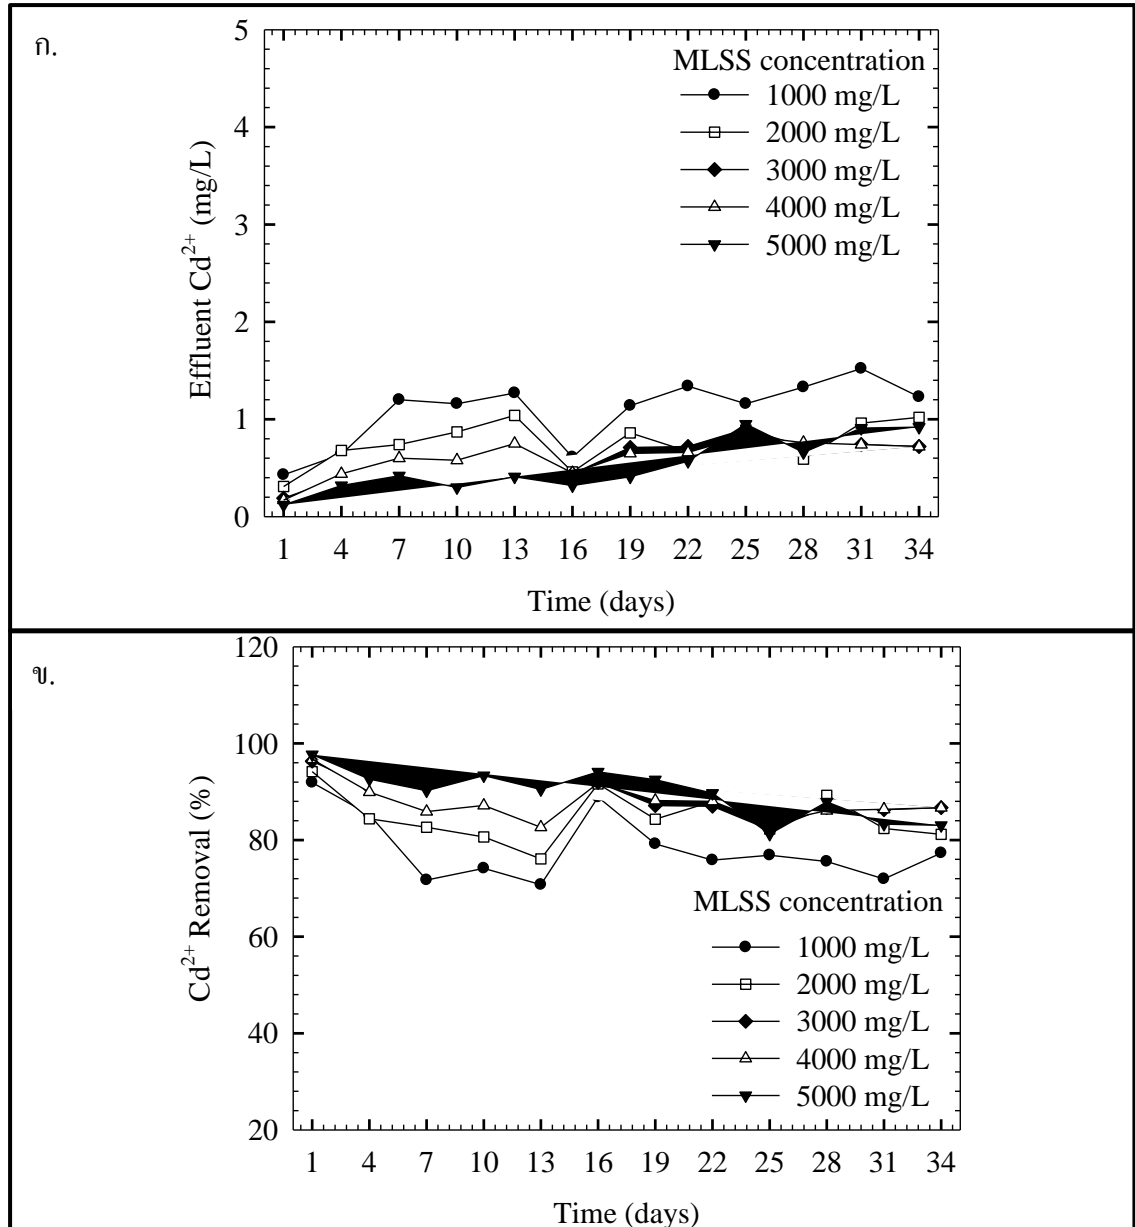 ก.
5
4
3
2
1
0
Effluent Cd²⁺ (mg/L)
MLSS concentration
1000 mg/L
2000 mg/L
3000 mg/L
4000 mg/L
5000 mg/L
1 4 7 10 13 16 19 22 25 28 31 34
Time (days)
ข.
120
100
80
60
40
20
Cd²⁺ Removal (%)
MLSS concentration
1000 mg/L
2000 mg/L
3000 mg/L
4000 mg/L
5000 mg/L
1 4 7 10 13 16 19 22 25 28 31 34
Time (days)